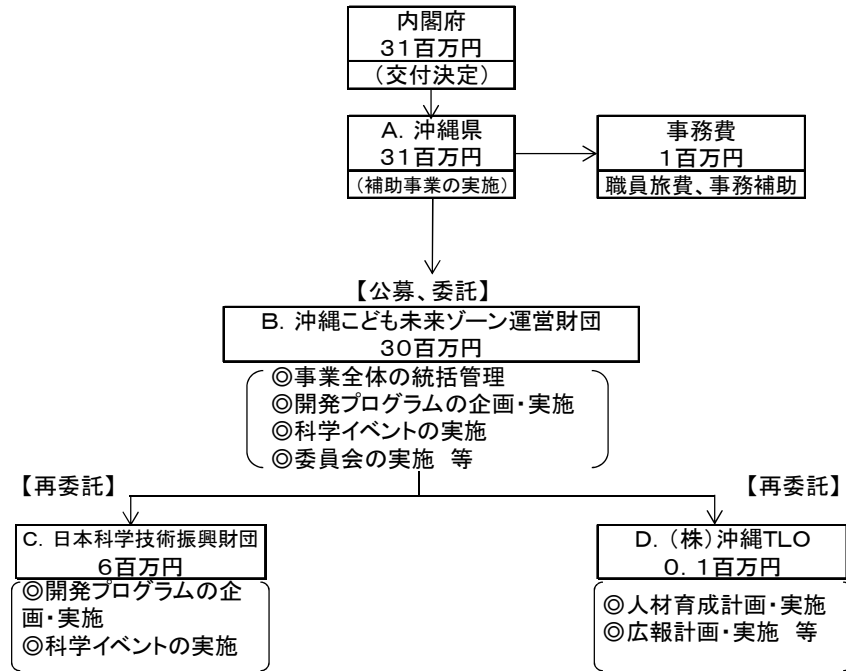 内閣府
31百万円
(交付決定)
A. 沖縄県
31百万円
(補助事業の実施)
事務費
1百万円
職員旅費、事務補助
【公募、委託】
B. 沖縄こども未来ゾーン運営財団
30百万円
◎事業全体の統括管理
◎開発プログラムの企画・実施
◎科学イベントの実施
◎委員会の実施 等
【再委託】
【再委託】
C. 日本科学技術振興財団
6百万円
◎開発プログラムの企
画・実施
◎科学イベントの実施
D. (株)沖縄TLO
0. 1百万円
◎人材育成計画・実施
◎広報計画・実施 等